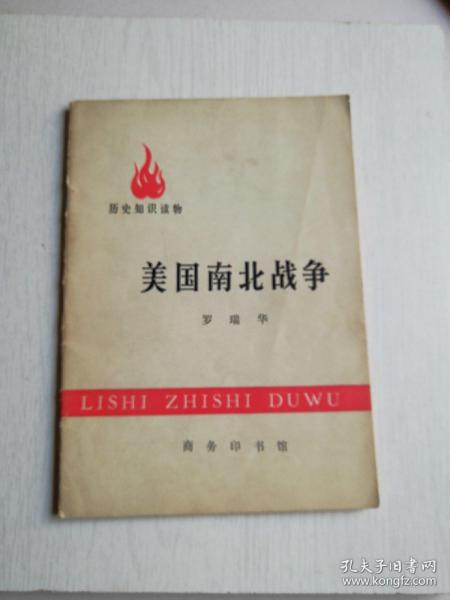 历史知识读物
美国南北战争
罗瑞华
LISHI ZHISHI DUWU
商务印书馆
孔夫子旧书网
www.kongfz.com